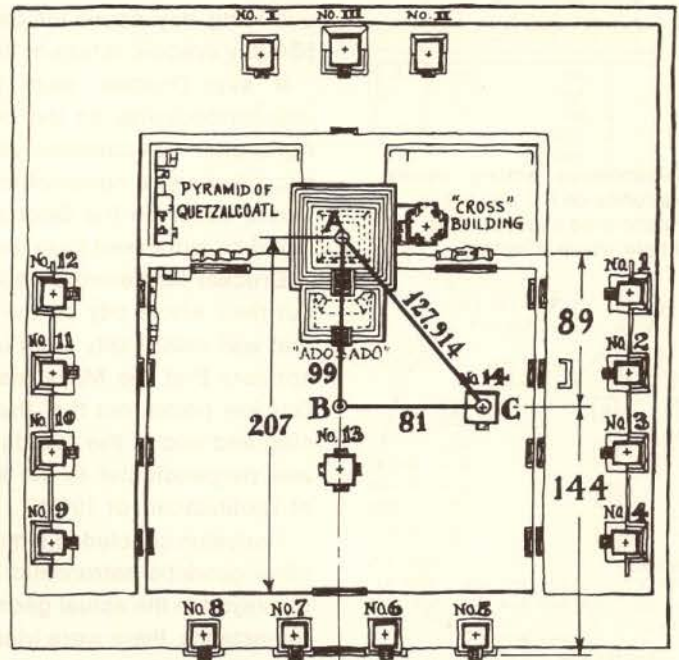 No. V
No. III
No. II
PYRAMID OF
QUETZALCOATL
A
"CROSS"
BUILDING
No. 12
No. 1
No. 11
No. 2
No. 10
No. 3
No. 9
No. 4
127.914
89
"ADOSADO"
99
No. 14
B
81
C
207
No. 13
144
No. 8
No. 7
No. 6
No. 5